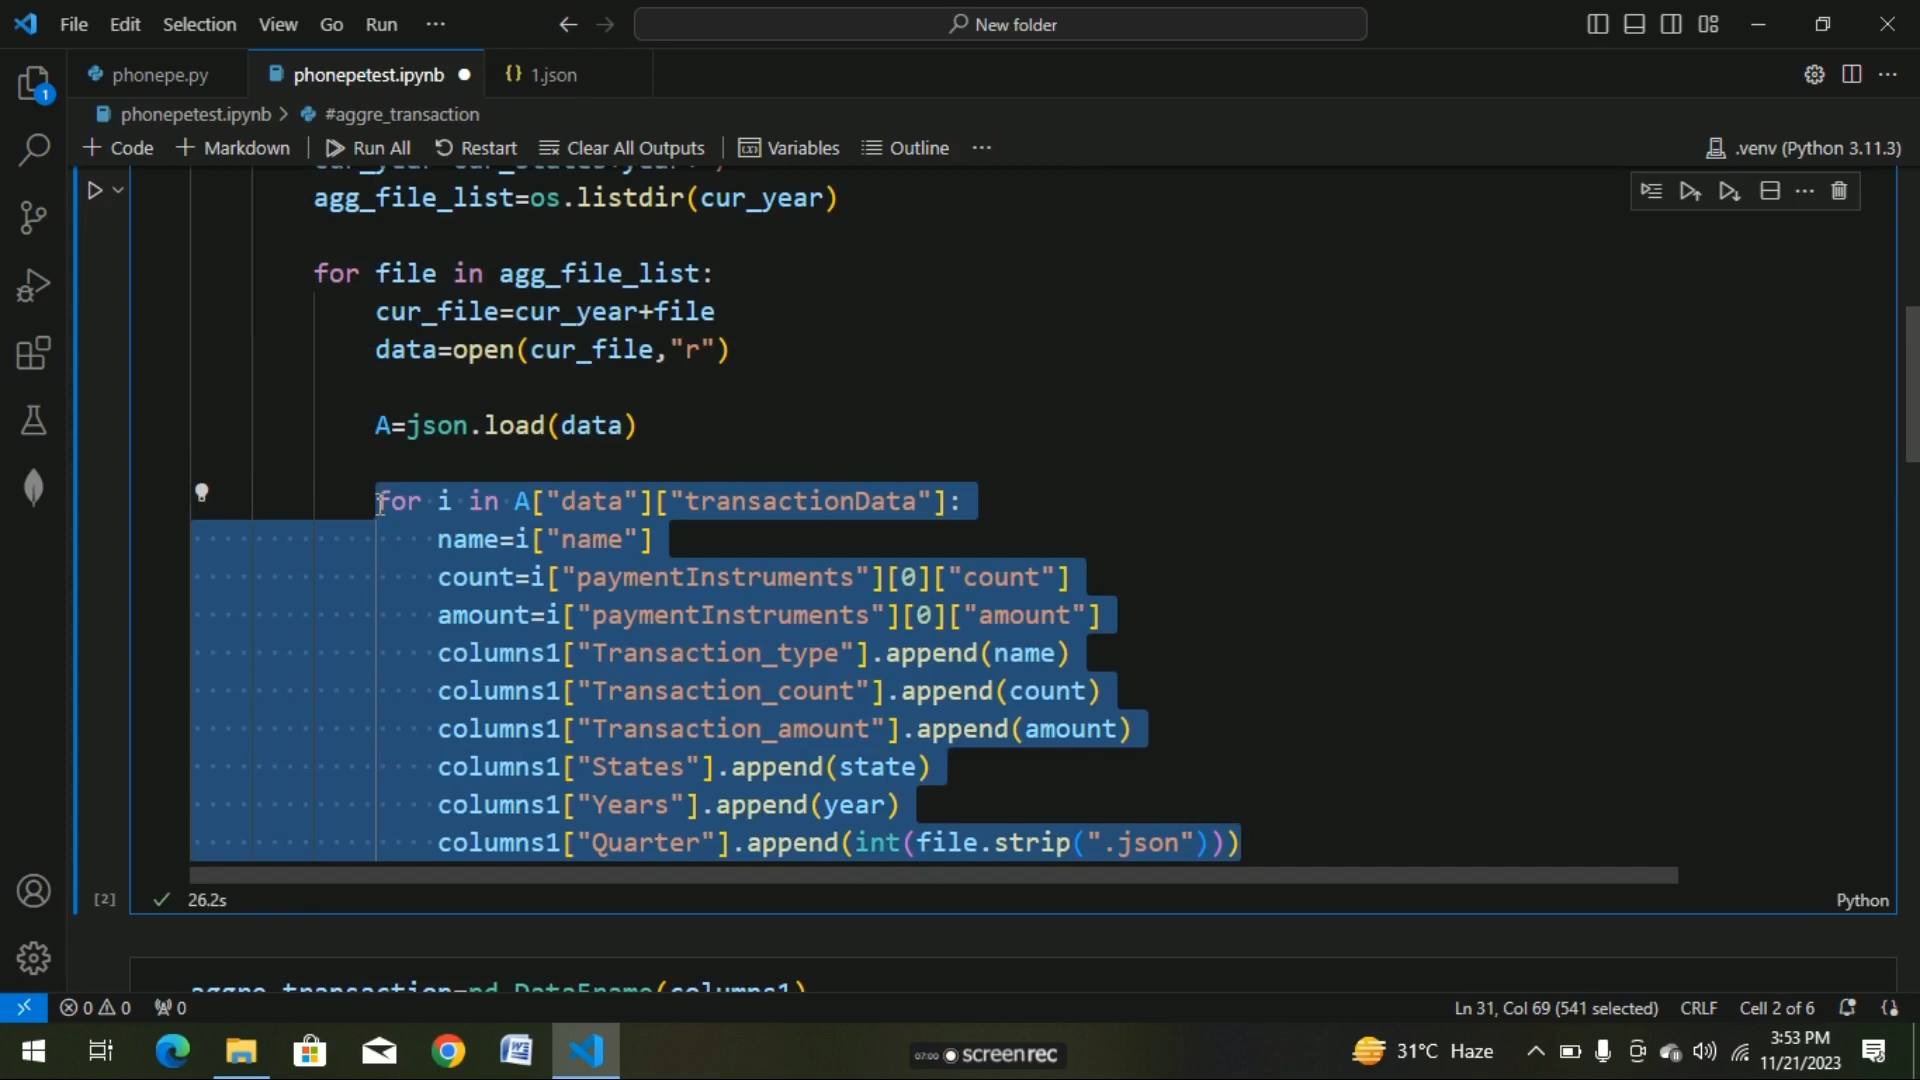 File Edit Selection View Go Run ··· New folder
phonepe.py phonepetest.ipynb 1.json
phonepetest.ipynb > #aggre_transaction
+ Code + Markdown Run All Restart Clear All Outputs Variables Outline ··· .venv (Python 3.11.3)
agg_file_list=os.listdir(cur_year)
for file in agg_file_list:
cur_file=cur_year+file
data=open(cur_file,"r")
A=json.load(data)
for i in A["data"]["transactionData"]:
name=i["name"]
count=i["paymentInstruments"][0]["count"]
amount=i["paymentInstruments"][0]["amount"]
columns1["Transaction_type"].append(name)
columns1["Transaction_count"].append(count)
columns1["Transaction_amount"].append(amount)
columns1["States"].append(state)
columns1["Years"].append(year)
columns1["Quarter"].append(int(file.strip(".json")))
[2] 26.2s Python
aggre_transaction=pd.DataFrame(columns1)
0 0 0 Ln 31, Col 69 (541 selected) CRLF Cell 2 of 6
07:00 screenrec 31°C Haze 3:53 PM
11/21/2023